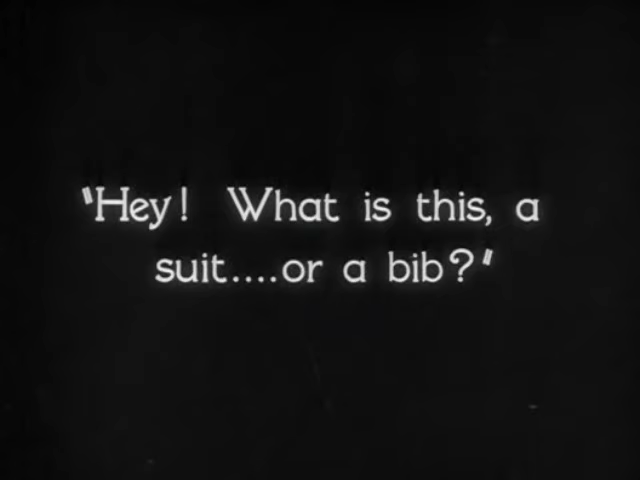 "Hey! What is this, a
suit....or a bib?"